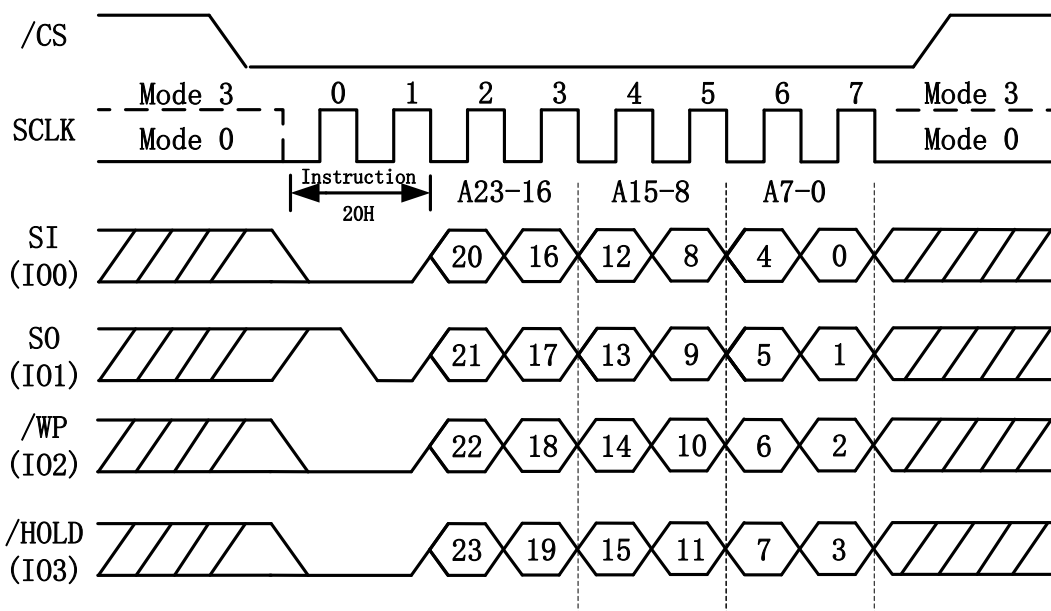 /CS
Mode 3 0 1 2 3 4 5 6 7 Mode 3
SCLK
Mode 0 Mode 0
Instruction
A23-16 A15-8 A7-0
20H
SI
(IO0)
20 16 12 8 4 0
SO
(IO1)
21 17 13 9 5 1
/WP
(IO2)
22 18 14 10 6 2
/HOLD
(IO3)
23 19 15 11 7 3